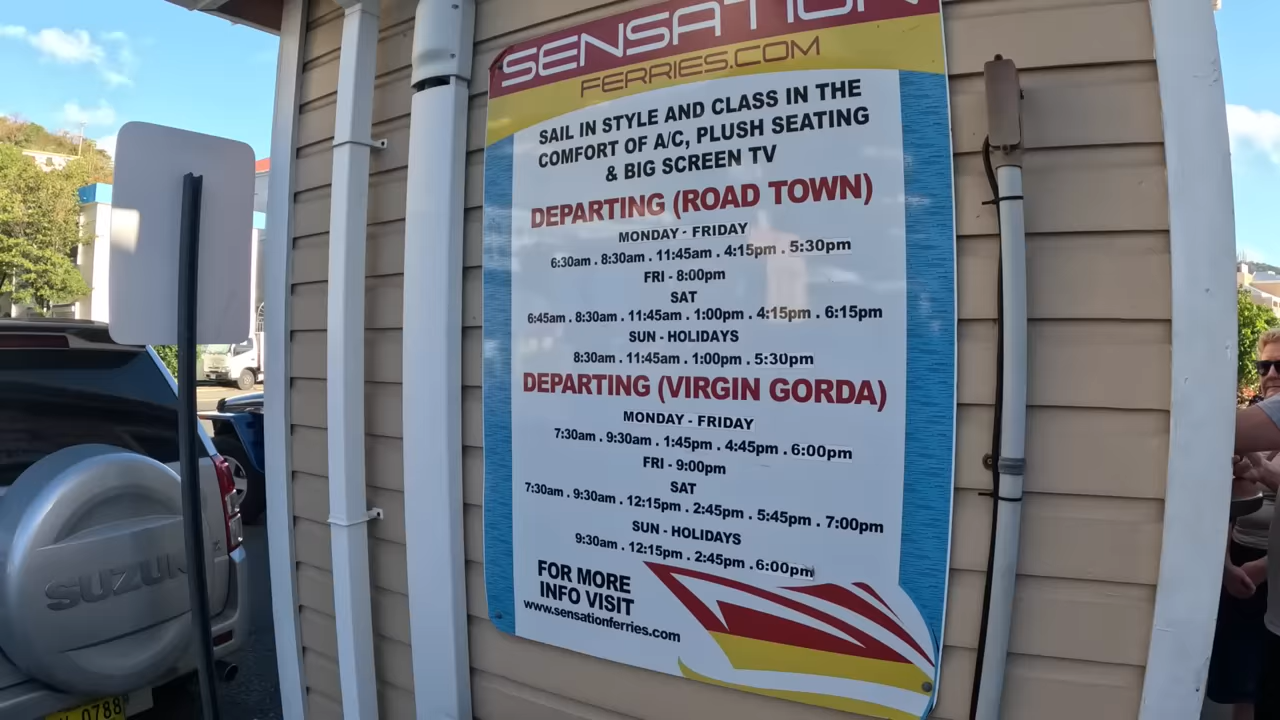 SENSATION
FERRIES.COM
SAIL IN STYLE AND CLASS IN THE
COMFORT OF A/C, PLUSH SEATING
& BIG SCREEN TV
DEPARTING (ROAD TOWN)
MONDAY - FRIDAY
6:30am . 8:30am . 11:45am . 4:15pm . 5:30pm
FRI - 8:00pm
SAT
6:45am . 8:30am . 11:45am . 1:00pm . 4:15pm . 6:15pm
SUN - HOLIDAYS
8:30am . 11:45am . 1:00pm . 5:30pm
DEPARTING (VIRGIN GORDA)
MONDAY - FRIDAY
7:30am . 9:30am . 1:45pm . 4:45pm . 6:00pm
FRI - 9:00pm
SAT
7:30am . 9:30am . 12:15pm . 2:45pm . 5:45pm . 7:00pm
SUN - HOLIDAYS
9:30am . 12:15pm . 2:45pm . 6:00pm
FOR MORE
INFO VISIT
www.sensationferries.com
SUZUK
0788